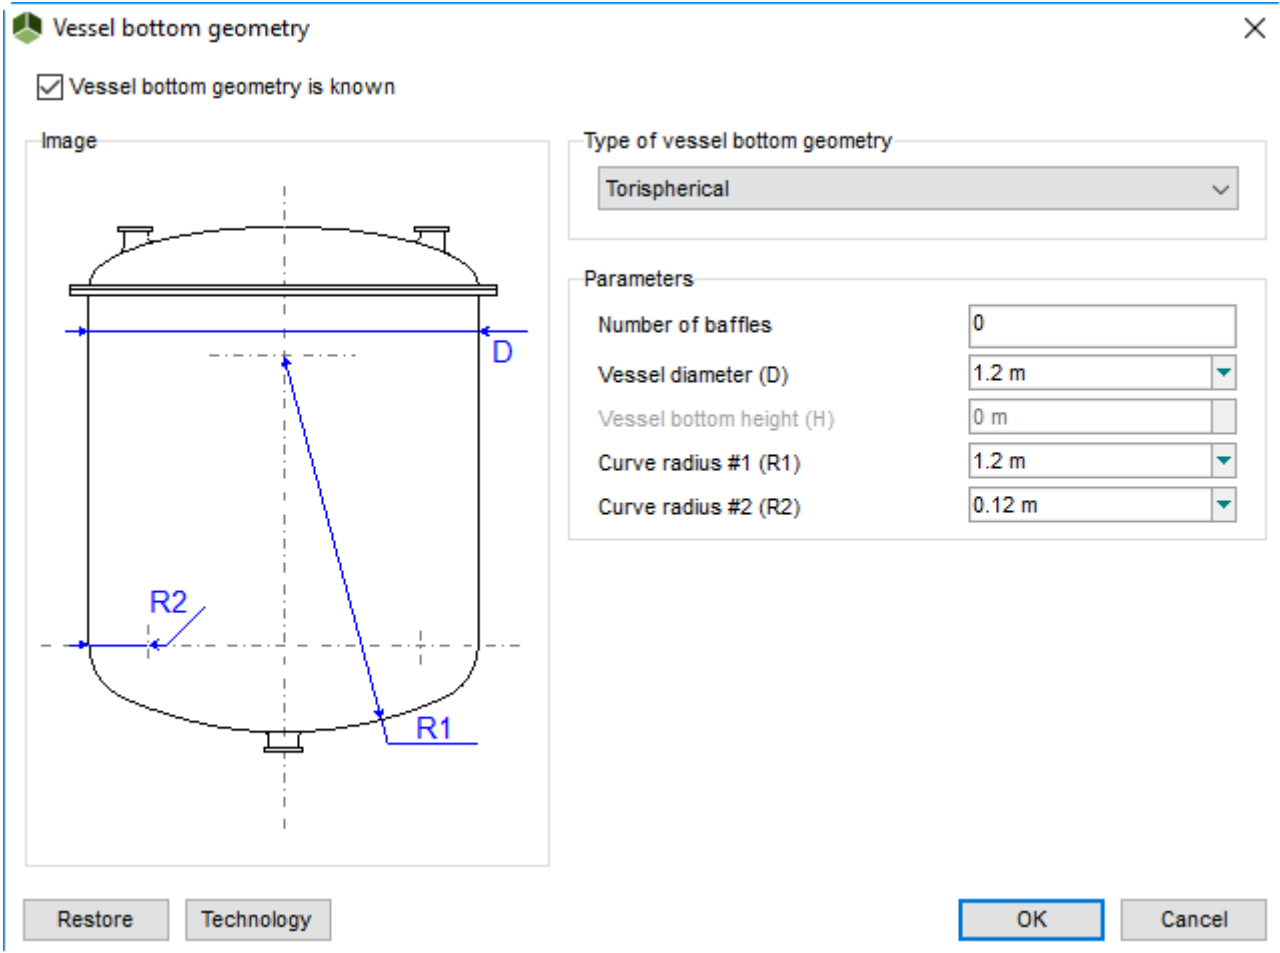 Vessel bottom geometry
Vessel bottom geometry is known
Image
D
R2
R1
Type of vessel bottom geometry
Torispherical
Parameters
Number of baffles 0
Vessel diameter (D) 1.2 m
Vessel bottom height (H) 0 m
Curve radius #1 (R1) 1.2 m
Curve radius #2 (R2) 0.12 m
Restore Technology OK Cancel